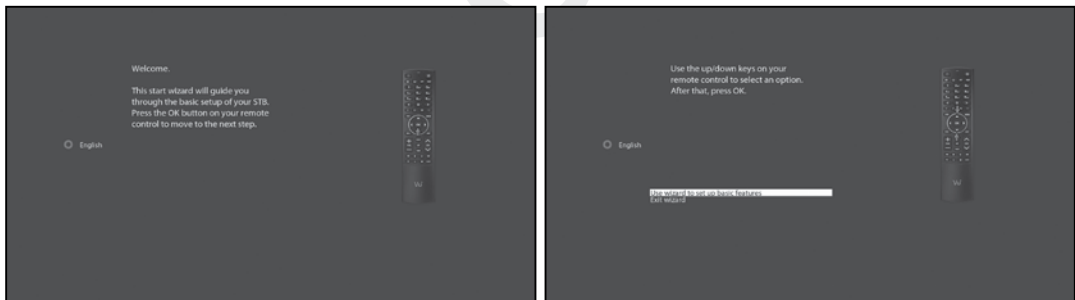 Welcome.
This start wizard will guide you
through the basic setup of your STB.
Press the OK button on your remote
control to move to the next step.
English
Use the up/down keys on your
remote control to select an option.
After that, press OK.
English
Use wizard to set up basic features
Exit wizard